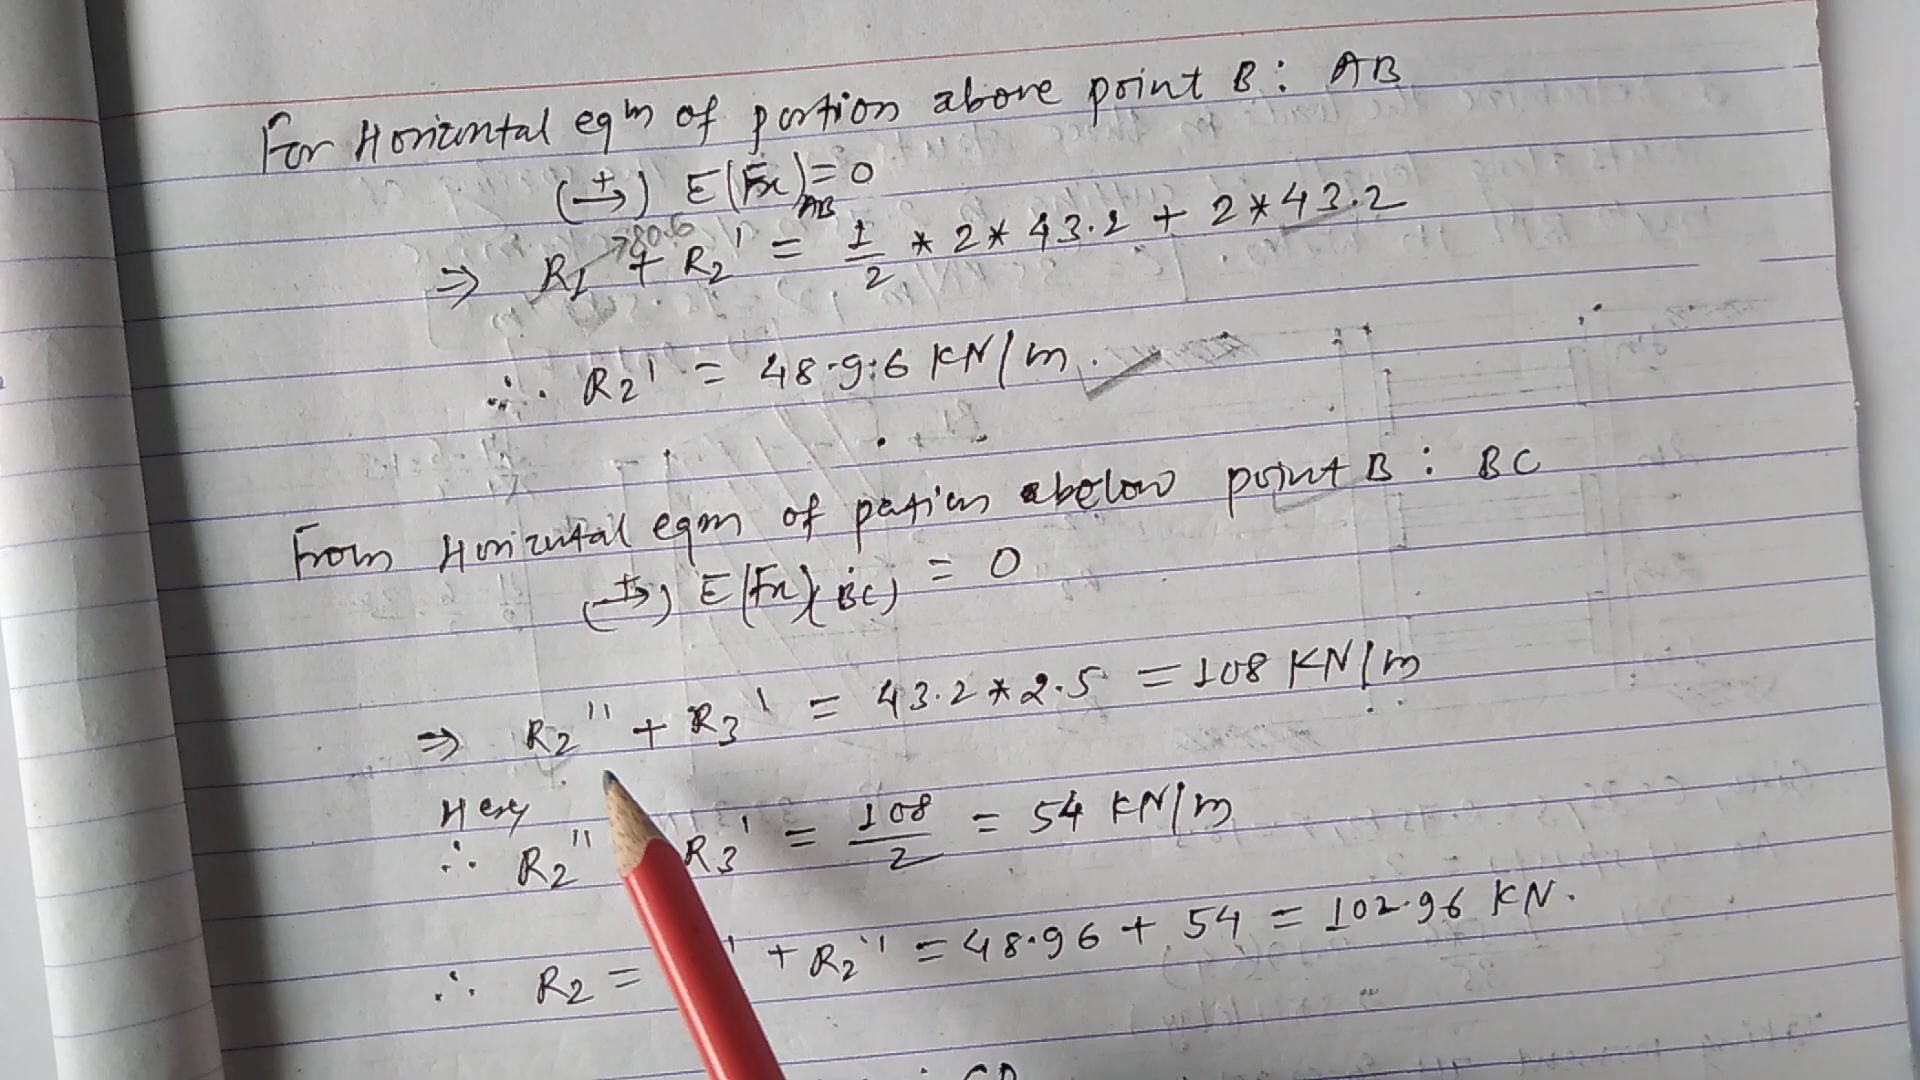 For Horizontal eqm of portion above point B: AB
(+→) Σ(Fx)AB = 0
→80.6
⇒ R1 + R2' = 1/2 * 2 * 43.2 + 2 * 43.2
∴ R2' = 48.96 KN/m.
From Horizontal eqm of portion below point B: BC
(+→) Σ(Fx)(BC) = 0
⇒ R2'' + R3' = 43.2 * 2.5 = 108 KN/m
Here
∴ R2'' R3' = 108/2 = 54 KN/m
∴ R2 = ' + R2'' = 48.96 + 54 = 102.96 KN.